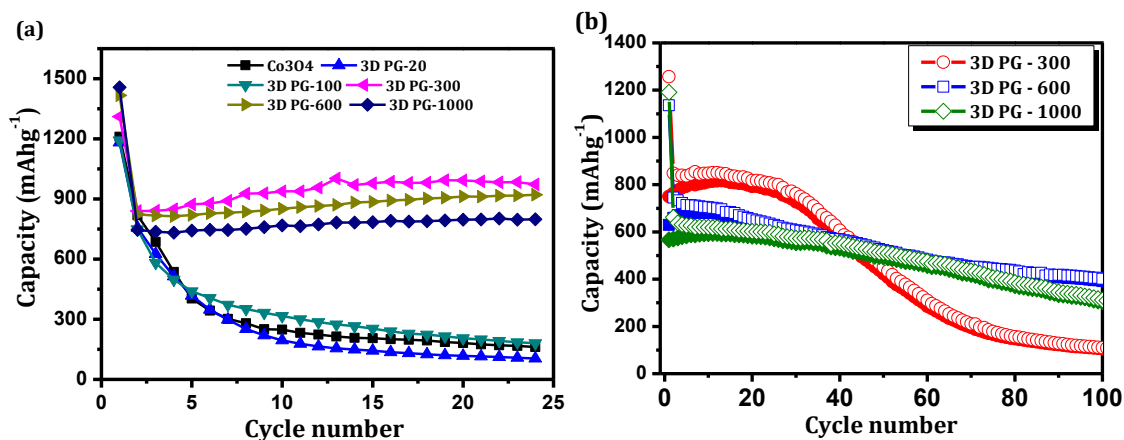 (a)
Capacity (mAhg⁻¹)
1500
1200
900
600
300
0
Co3O4
3D PG-20
3D PG-100
3D PG-300
3D PG-600
3D PG-1000
0 5 10 15 20 25
Cycle number
(b)
Capacity (mAhg⁻¹)
1400
1200
1000
800
600
400
200
0
3D PG - 300
3D PG - 600
3D PG - 1000
0 20 40 60 80 100
Cycle number